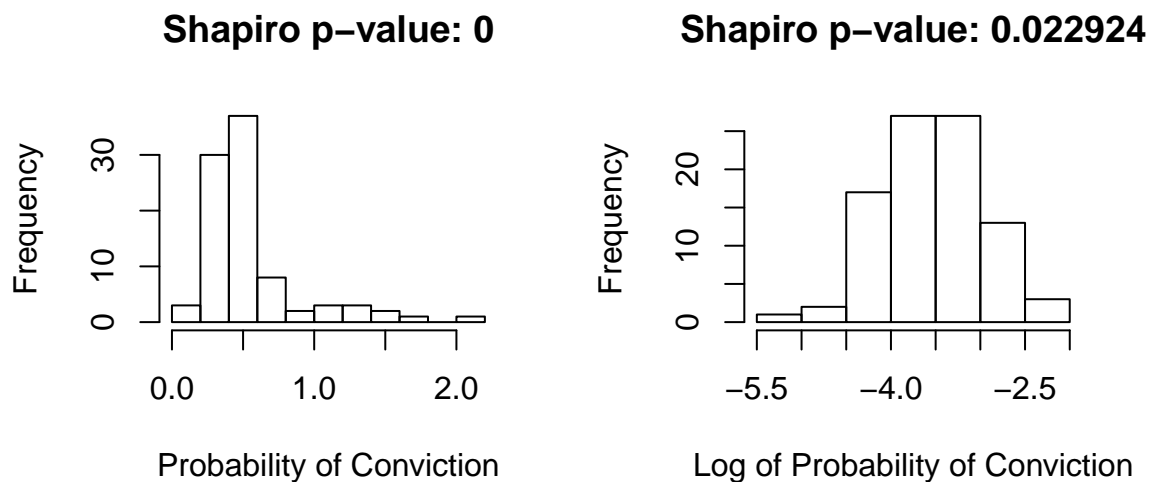 Shapiro p−value: 0
Frequency
0 10 30
0.0 1.0 2.0
Probability of Conviction
Shapiro p−value: 0.022924
Frequency
0 10 20
−5.5 −4.0 −2.5
Log of Probability of Conviction